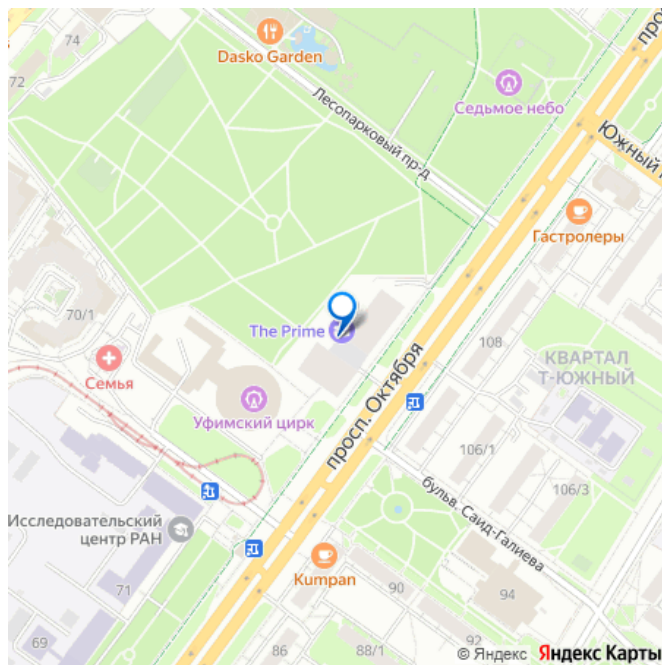 74
72
Dasko Garden
Седьмое небо
Лесопарковый пр-д
Гастролеры
70/1
The Prime
Семья
Уфимский цирк
просп. Октября
108
КВАРТАЛ
Т-ЮЖНЫЙ
106/1
106/3
бульв. Саид-Галиева
Исследовательский
центр РАН
71
69
Kumpan
90
94
86
88/1
92
© Яндекс Яндекс Карты